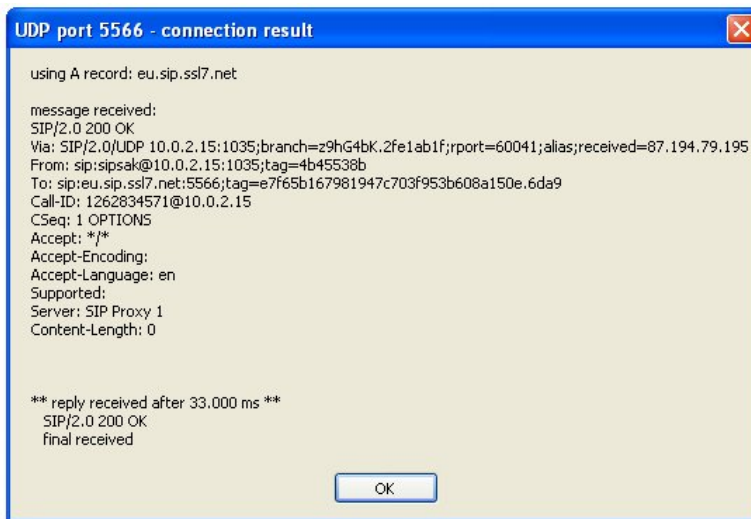 UDP port 5566 - connection result
using A record: eu.sip.ssl7.net
message received:
SIP/2.0 200 OK
Via: SIP/2.0/UDP 10.0.2.15:1035;branch=z9hG4bK.2fe1ab1f;rport=60041;alias;received=87.194.79.195
From: sip:sipsak@10.0.2.15:1035;tag=4b45538b
To: sip:eu.sip.ssl7.net:5566;tag=e7f65b167981947c703f953b608a150e.6da9
Call-ID: 1262834571@10.0.2.15
CSeq: 1 OPTIONS
Accept: */*
Accept-Encoding:
Accept-Language: en
Supported:
Server: SIP Proxy 1
Content-Length: 0
** reply received after 33.000 ms **
SIP/2.0 200 OK
final received
OK